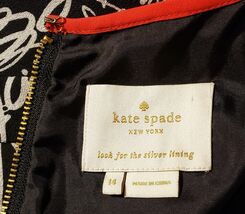 kate spade
NEW YORK
look for the silver lining
14